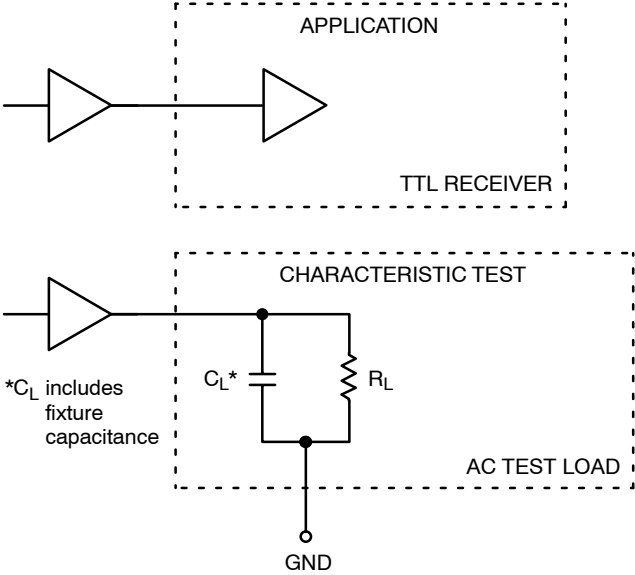 APPLICATION
TTL RECEIVER
CHARACTERISTIC TEST
*CL includes
fixture
capacitance
CL*
RL
AC TEST LOAD
GND